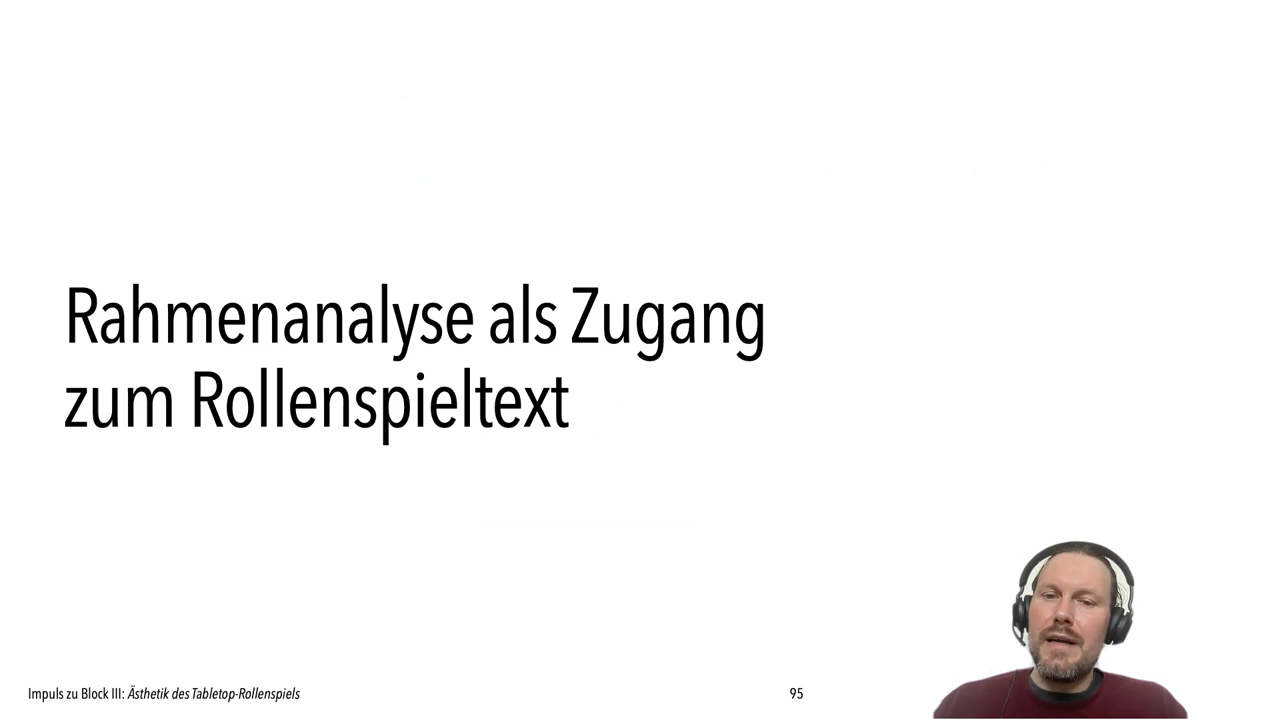 Rahmenanalyse als Zugang
zum Rollenspieltext
Impuls zu Block III: Ästhetik des Tabletop-Rollenspiels
95